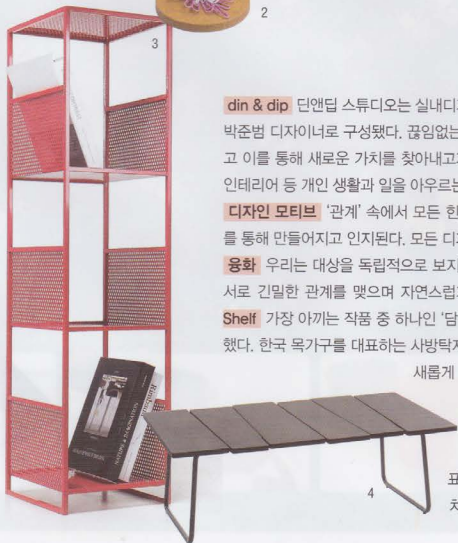 2
3
din & dip 딘앤딥 스튜디오는 실내디
박준범 디자이너로 구성됐다. 끊임없는
고 이를 통해 새로운 가치를 찾아내고
인테리어 등 개인 생활과 일을 아우르는
디자인 모티브 ‘관계’ 속에서 모든 한
를 통해 만들어지고 인지된다. 모든 디
융화 우리는 대상을 독립적으로 보지
서로 긴밀한 관계를 맺으며 자연스럽
Shelf 가장 아끼는 작품 중 하나인 ‘담
했다. 한국 목가구를 대표하는 사방탁자
새롭게
4
표